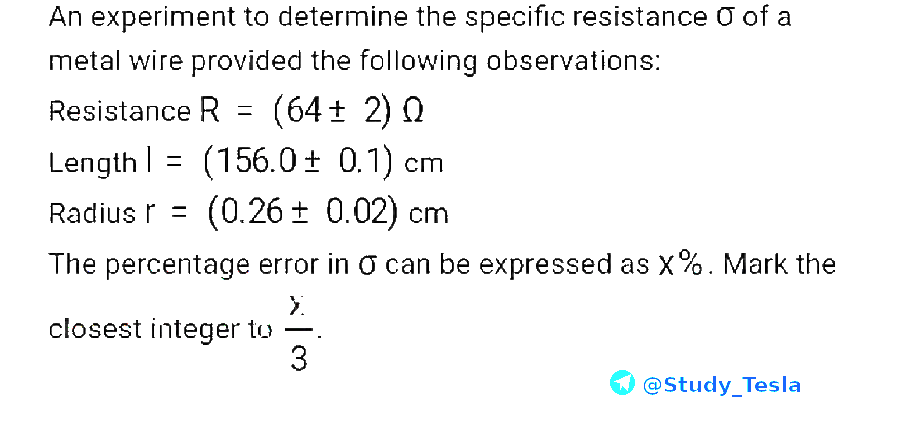 An experiment to determine the specific resistance σ of a
metal wire provided the following observations:
Resistance R = (64 ± 2) Ω
Length l = (156.0 ± 0.1) cm
Radius r = (0.26 ± 0.02) cm
The percentage error in σ can be expressed as x%. Mark the
closest integer to x/3.
@Study_Tesla